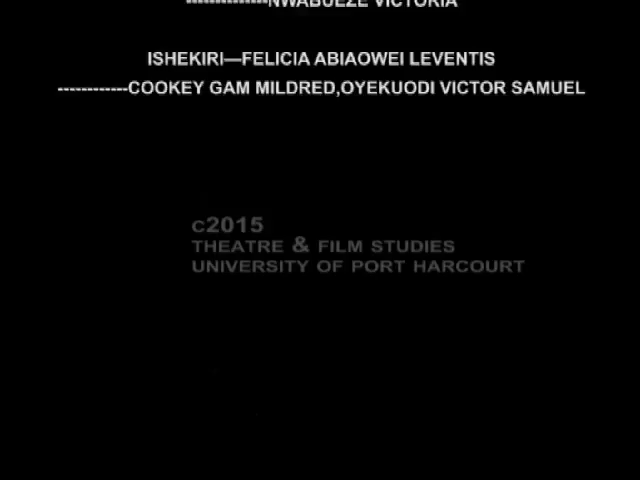 --------------NWABUEZE VICTORIA
ISHEKIRI—FELICIA ABIAOWEI LEVENTIS
------------COOKEY GAM MILDRED,OYEKUODI VICTOR SAMUEL
C2015
THEATRE & FILM STUDIES
UNIVERSITY OF PORT HARCOURT